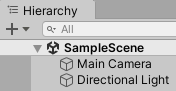 Hierarchy
All
SampleScene
Main Camera
Directional Light